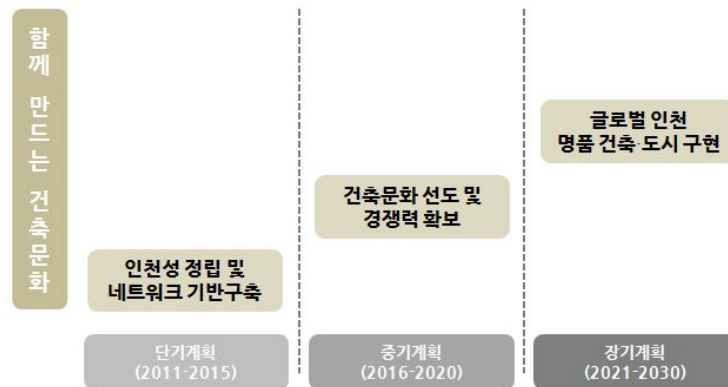 함께 만드는 건축문화
글로벌 인천
명품 건축·도시 구현
건축문화 선도 및
경쟁력 확보
인천성 정립 및
네트워크 기반구축
단기계획
(2011-2015)
중기계획
(2016-2020)
장기계획
(2021-2030)